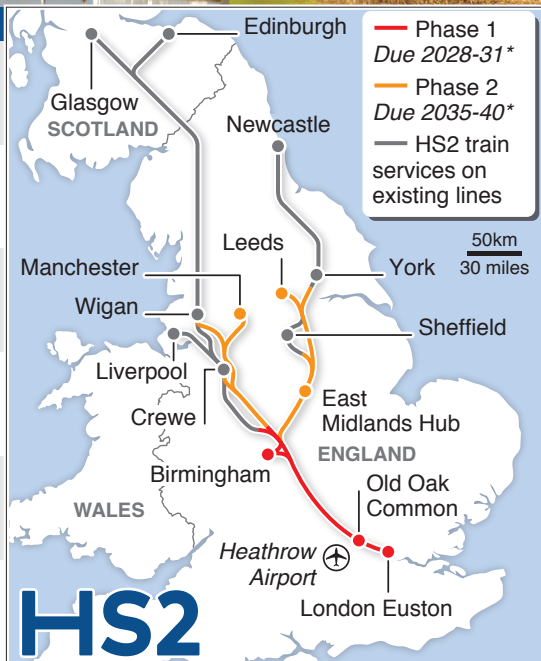 Edinburgh
Glasgow
SCOTLAND
Newcastle
Phase 1
Due 2028-31*
Phase 2
Due 2035-40*
HS2 train
services on
existing lines
50km
30 miles
Leeds
York
Manchester
Wigan
Sheffield
Liverpool
Crewe
East
Midlands Hub
ENGLAND
Birmingham
Old Oak
Common
WALES
Heathrow
Airport
London Euston
HS2